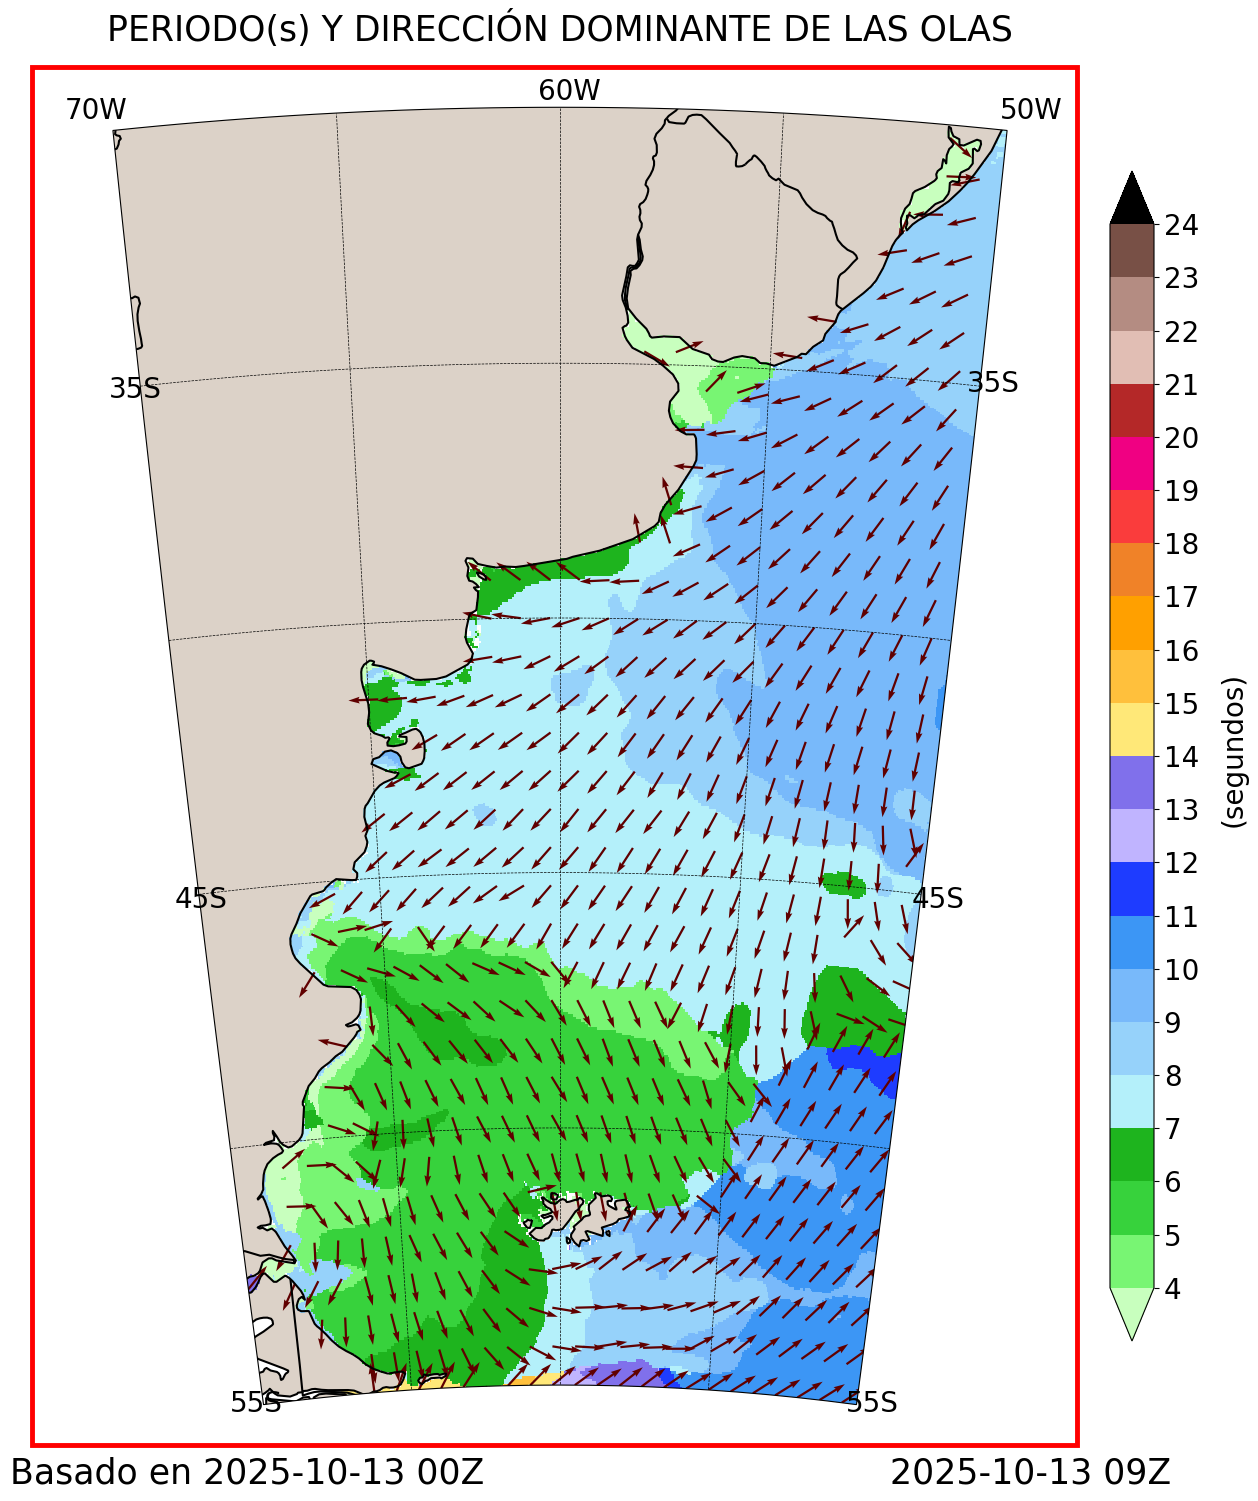 PERIODO(s) Y DIRECCIÓN DOMINANTE DE LAS OLAS
70W
60W
50W
35S
35S
45S
45S
55S
55S
24
23
22
21
20
19
18
17
16
15
14
13
12
11
10
9
8
7
6
5
4
(segundos)
Basado en 2025-10-13 00Z
2025-10-13 09Z